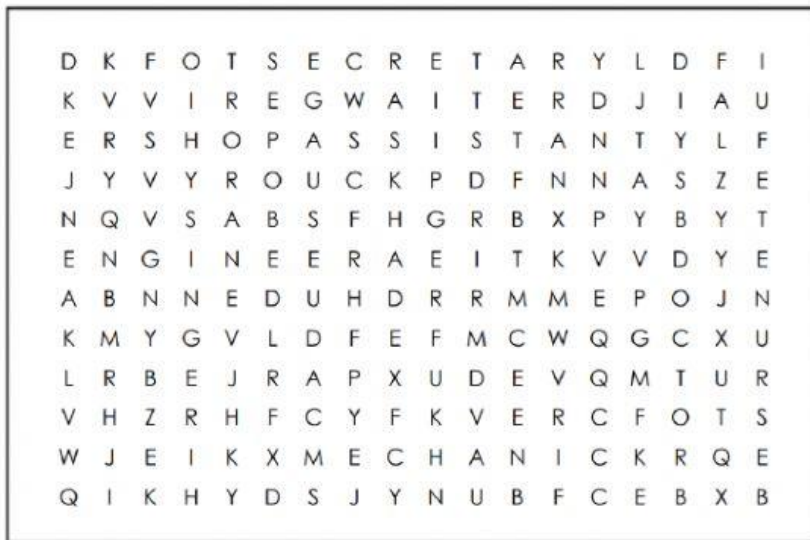 D K F O T S E C R E T A R Y L D F I
K V V I R E G W A I T E R D J I A U
E R S H O P A S S I S T A N T Y L F
J Y V Y R O U C K P D F N N A S Z E
N Q V S A B S F H G R B X P Y B Y T
E N G I N E E R A E I T K V V D Y E
A B N N E D U H D R R M M E P O J N
K M Y G V L D F E F M C W Q G C X U
L R B E J R A P X U D E V Q M T U R
V H Z R H F C Y F K V E R C F O T S
W J E I K X M E C H A N I C K R Q E
Q I K H Y D S J Y N U B F C E B X B